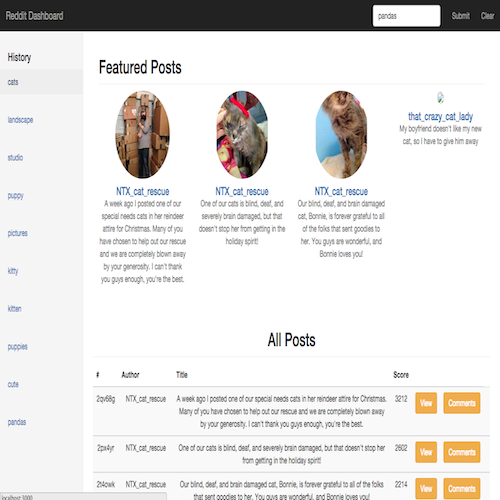 Reddit Dashboard
pandas
Submit
Clear
History
cats
landscape
studio
puppy
pictures
kitty
kitten
puppies
cute
pandas
Featured Posts
NTX_cat_rescue
A week ago I posted one of our
special needs cats in her reindeer
attire for Christmas. Many of you
have chosen to help out our rescue
and we are completely blown away
by your generosity. I can't thank
you guys enough, you're the best.
NTX_cat_rescue
One of our cats is blind, deaf, and
severely brain damaged, but that
doesn't stop her from getting in the
holiday spirit!
NTX_cat_rescue
Our blind, deaf, and brain damaged
cat, Bonnie, is forever grateful to all
of the folks that sent goodies to
her. You guys are wonderful, and
Bonnie loves you!
that_crazy_cat_lady
My boyfriend doesn't like my new
cat, so I have to give him away
All Posts
# Author Title Score
2qv68g NTX_cat_rescue A week ago I posted one of our special needs cats in her reindeer attire for Christmas. 3212 View Comments
Many of you have chosen to help out our rescue and we are completely blown away
by your generosity. I can't thank you guys enough, you're the best.
2px4yr NTX_cat_rescue One of our cats is blind, deaf, and severely brain damaged, but that doesn't stop her 2602 View Comments
from getting in the holiday spirit!
2t4owk NTX_cat_rescue Our blind, deaf, and brain damaged cat, Bonnie, is forever grateful to all of the folks 2214 View Comments
that sent goodies to her. You guys are wonderful, and Bonnie loves you!
localhost:3000